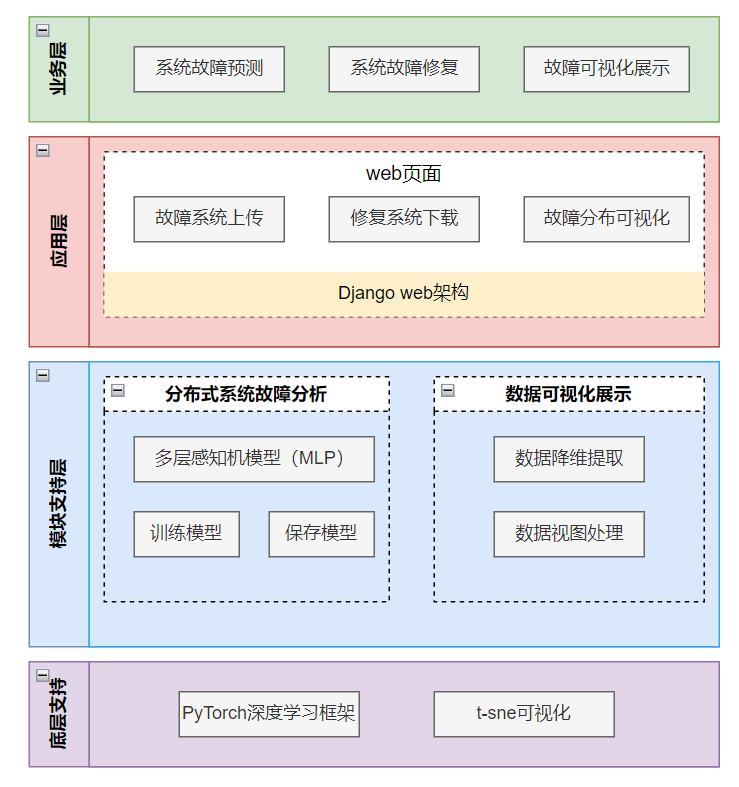 业务层
系统故障预测
系统故障修复
故障可视化展示
应用层
web页面
故障系统上传
修复系统下载
故障分布可视化
Django web架构
模块支持层
分布式系统故障分析
多层感知机模型（MLP）
训练模型
保存模型
数据可视化展示
数据降维提取
数据视图处理
底层支持
PyTorch深度学习框架
t-sne可视化